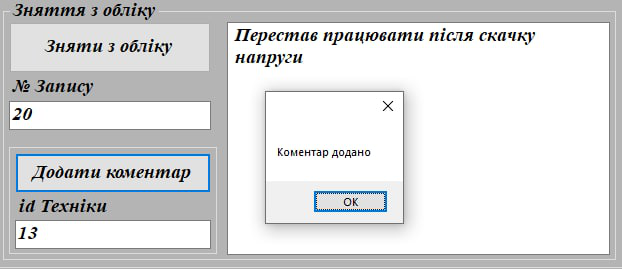 Зняття з обліку
Зняти з обліку
№ Запису
20
Додати коментар
id Техніки
13
Перестав працювати після скачку
напруги
Коментар додано
OK